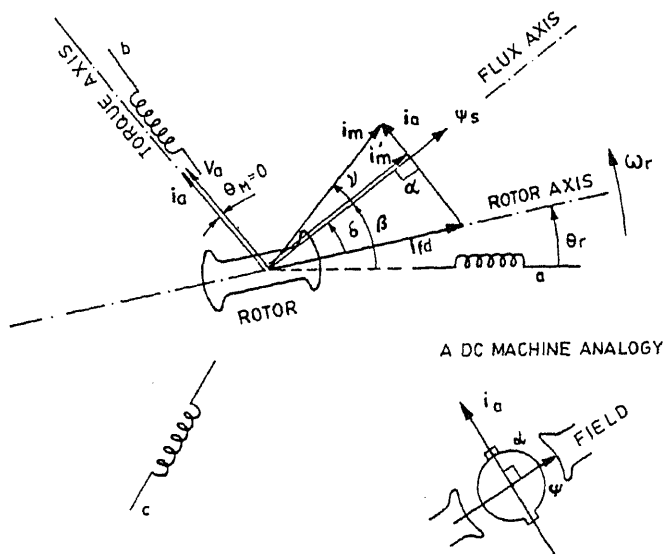 b
TORQUE AXIS
Va
ia
θM=0
im
ia
i'm
ψs
FLUX AXIS
ν
α
δ
β
ifd
ROTOR AXIS
ωr
θr
a
ROTOR
c
A DC MACHINE ANALOGY
ia
α
FIELD
ψ